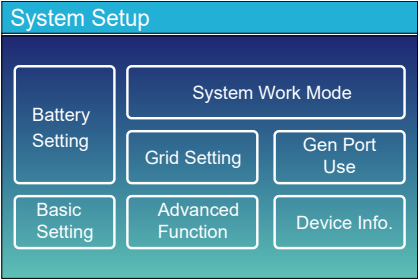 System Setup
Battery
Setting
System Work Mode
Grid Setting
Gen Port
Use
Basic
Setting
Advanced
Function
Device Info.